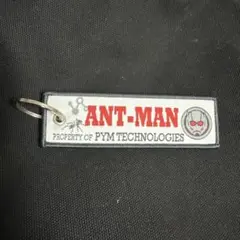 ANT-MAN
PROPERTY OF PYM TECHNOLOGIES